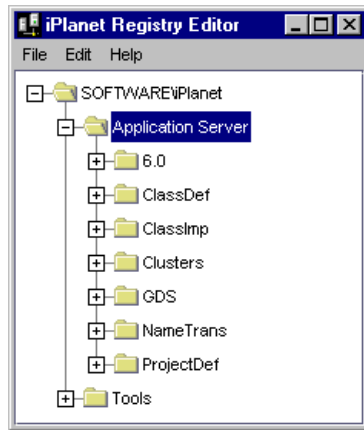 iPlanet Registry Editor
File Edit Help
SOFTWARE\iPlanet
Application Server
6.0
ClassDef
ClassImp
Clusters
GDS
NameTrans
ProjectDef
Tools